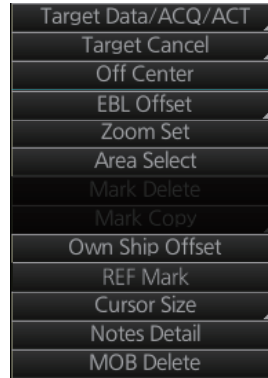 Target Data/ACQ/ACT
Target Cancel
Off Center
EBL Offset
Zoom Set
Area Select
Mark Delete
Mark Copy
Own Ship Offset
REF Mark
Cursor Size
Notes Detail
MOB Delete